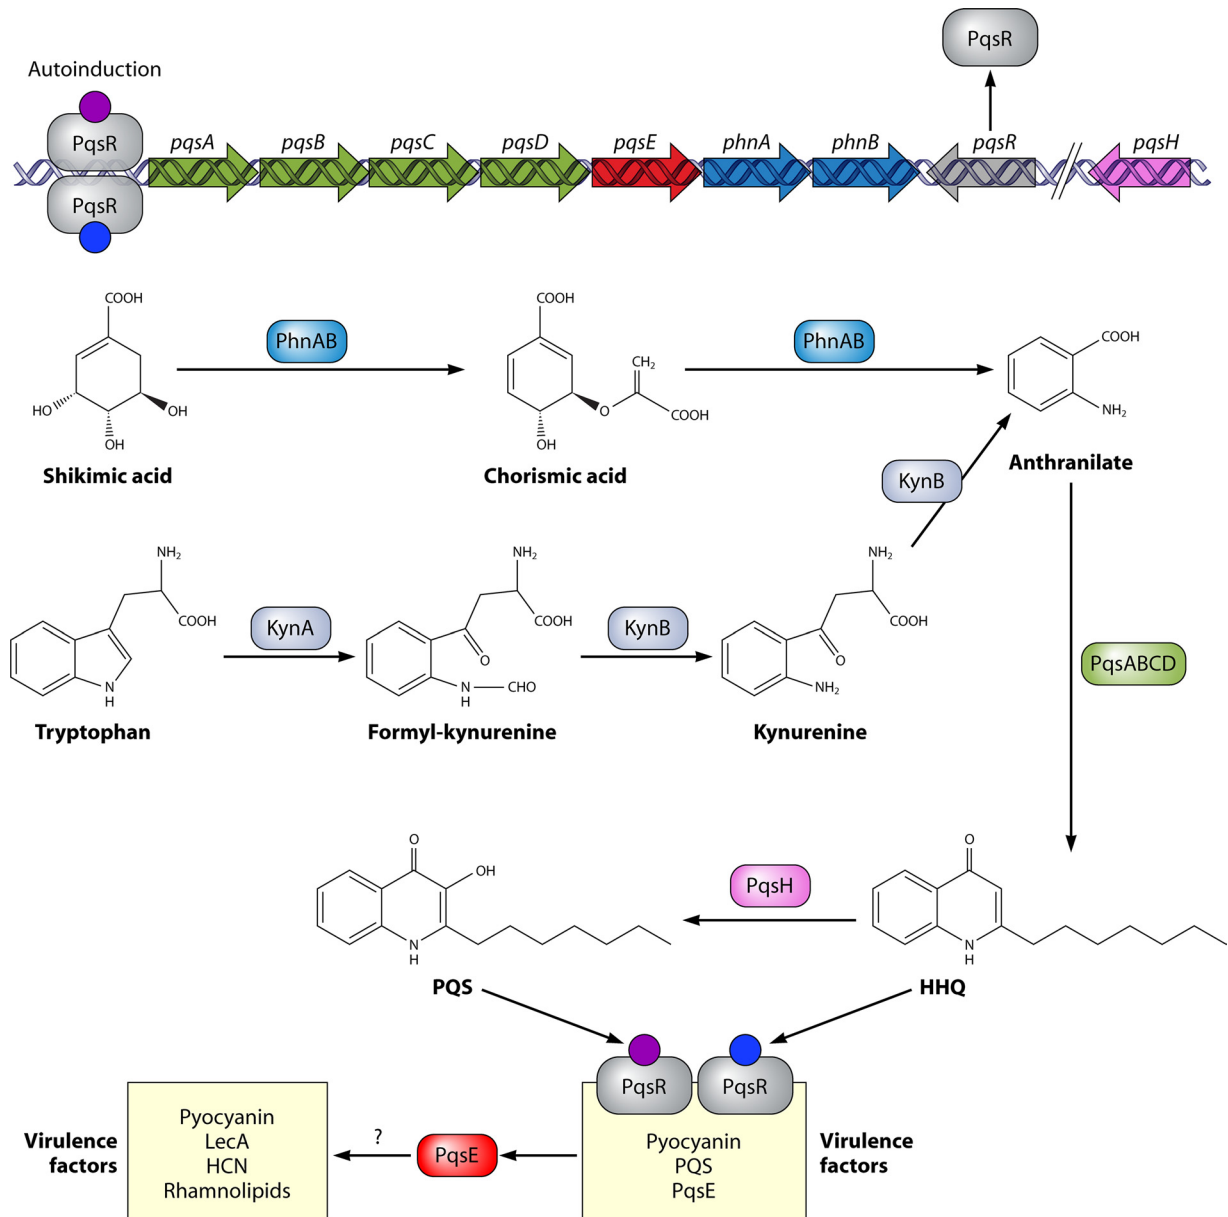 PqsR
Autoinduction
PqsR
PqsR
pqsA
pqsB
pqsC
pqsD
pqsE
phnA
phnB
pqsR
pqsH
COOH
HO
OH
OH
Shikimic acid
PhnAB
COOH
CH₂
O
COOH
OH
Chorismic acid
PhnAB
COOH
NH₂
Anthranilate
KynB
NH₂
COOH
N
H
Tryptophan
KynA
NH₂
COOH
O
N
H
CHO
Formyl-kynurenine
KynB
NH₂
COOH
O
NH₂
Kynurenine
PqsABCD
O
OH
N
H
PQS
PqsH
O
N
H
HHQ
PqsR
PqsR
Virulence
factors
Pyocyanin
LecA
HCN
Rhamnolipids
?
PqsE
Pyocyanin
PQS
PqsE
Virulence
factors